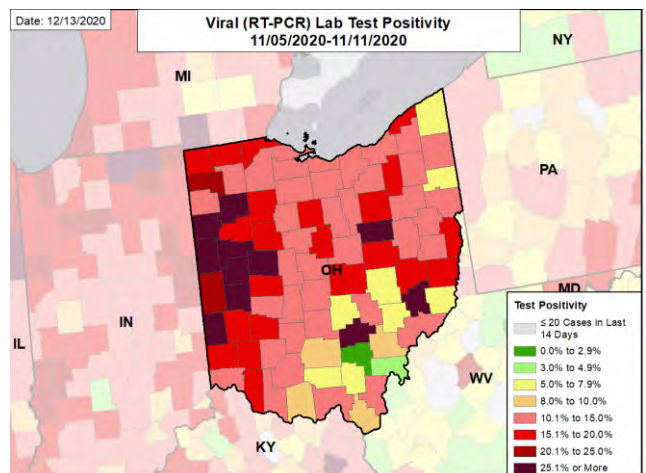 Date: 12/13/2020
Viral (RT-PCR) Lab Test Positivity
11/05/2020-11/11/2020
NY
MI
PA
OH
MD
IL
IN
WV
KY
Test Positivity
≤ 20 Cases in Last
14 Days
0.0% to 2.9%
3.0% to 4.9%
5.0% to 7.9%
8.0% to 10.0%
10.1% to 15.0%
15.1% to 20.0%
20.1% to 25.0%
25.1% or More